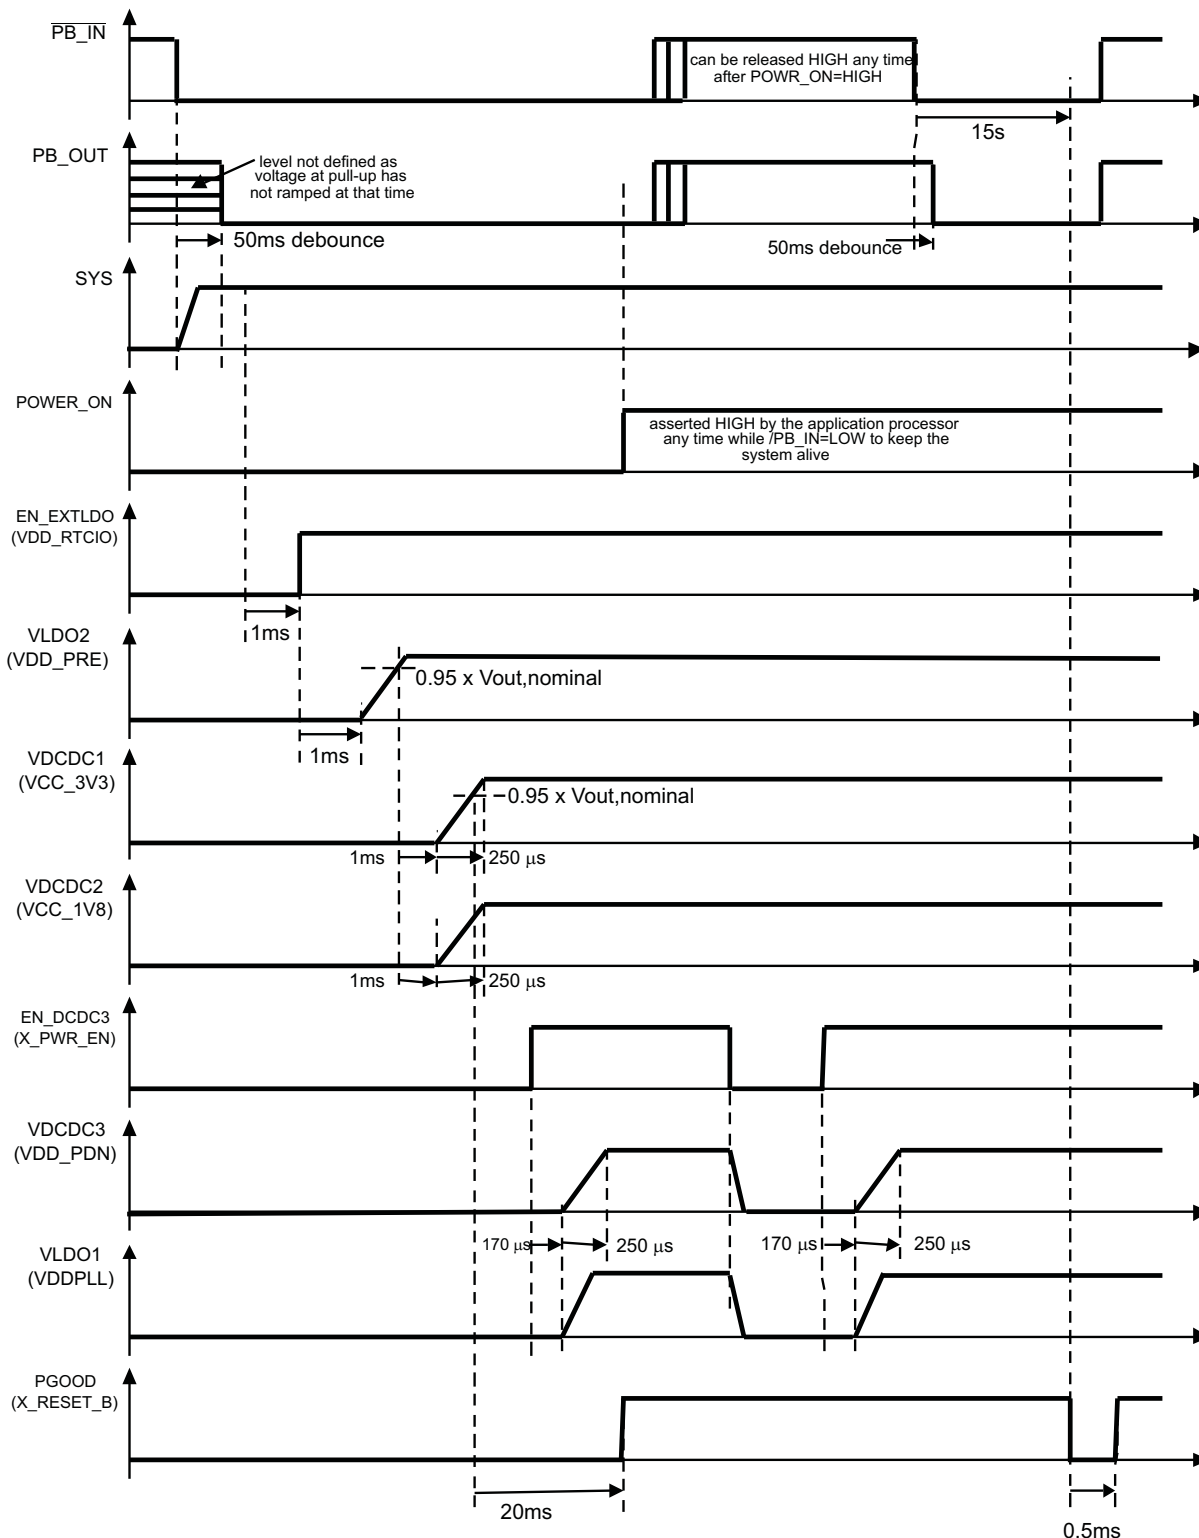 PB_IN
can be released HIGH any time
after POWR_ON=HIGH
15s
PB_OUT
level not defined as
voltage at pull-up has
not ramped at that time
50ms debounce
50ms debounce
SYS
POWER_ON
asserted HIGH by the application processor
any time while /PB_IN=LOW to keep the
system alive
EN_EXTLDO
(VDD_RTCIO)
1ms
VLDO2
(VDD_PRE)
0.95 x Vout,nominal
1ms
VDCDC1
(VCC_3V3)
0.95 x Vout,nominal
1ms
250 μs
VDCDC2
(VCC_1V8)
1ms
250 μs
EN_DCDC3
(X_PWR_EN)
VDCDC3
(VDD_PDN)
170 μs
250 μs
170 μs
250 μs
VLDO1
(VDDPLL)
PGOOD
(X_RESET_B)
20ms
0.5ms